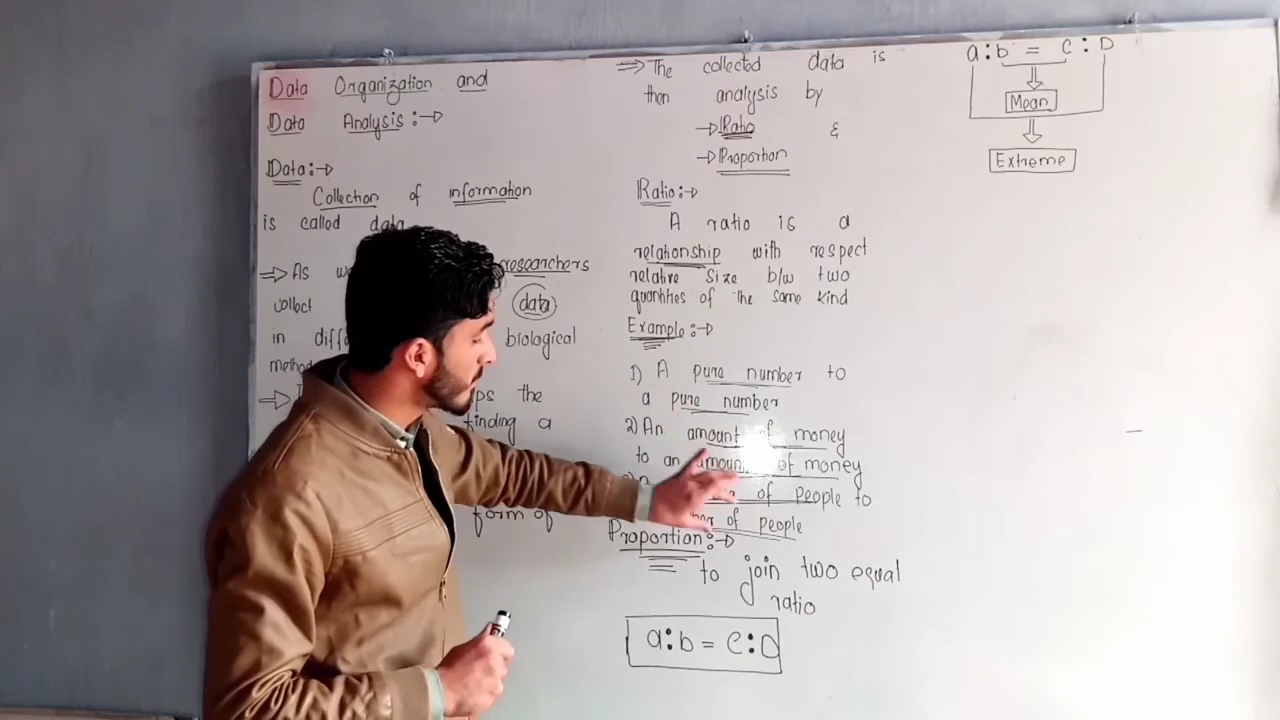 Data Organization and
Data Analysis:→
Data:→
Collection of information
is called data
⇒ As researchers
collect data
in biological
method
⇒ the
finding a
form of
⇒ The collected data is
then analysis by
→ Ratio &
→ Proportion
Ratio:→
A ratio is a
relationship with respect
relative size b/w two
quantities of the same kind
Example:→
1) A pure number to
a pure number
2) An amount of money
to an amount of money
of People to
of people
Proportion:→
to join two equal
ratio
a:b = C:D
a:b = C:D
Mean
Extreme